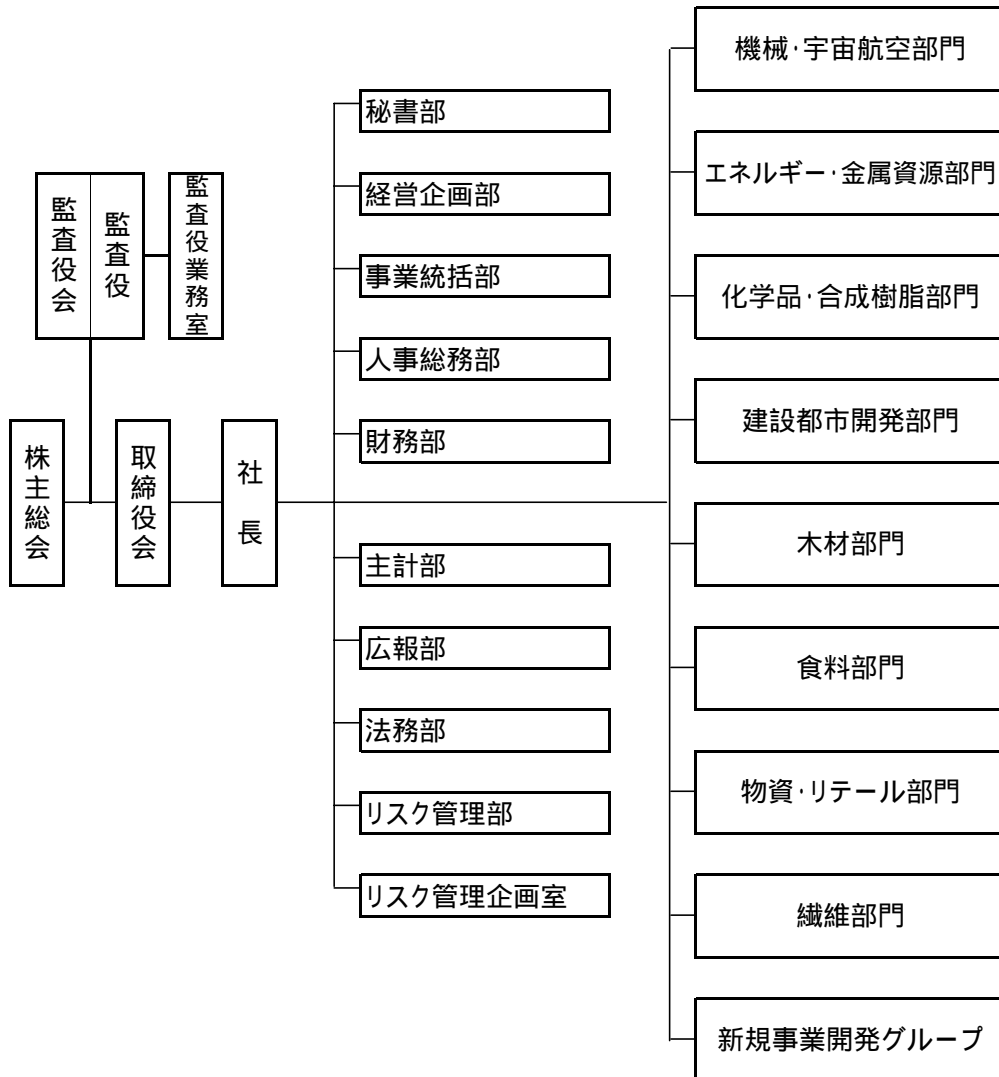 監査役会
監査役
監査役業務室
株主総会
取締役会
社長
秘書部
経営企画部
事業統括部
人事総務部
財務部
主計部
広報部
法務部
リスク管理部
リスク管理企画室
機械･宇宙航空部門
エネルギー･金属資源部門
化学品･合成樹脂部門
建設都市開発部門
木材部門
食料部門
物資･リテール部門
繊維部門
新規事業開発グループ